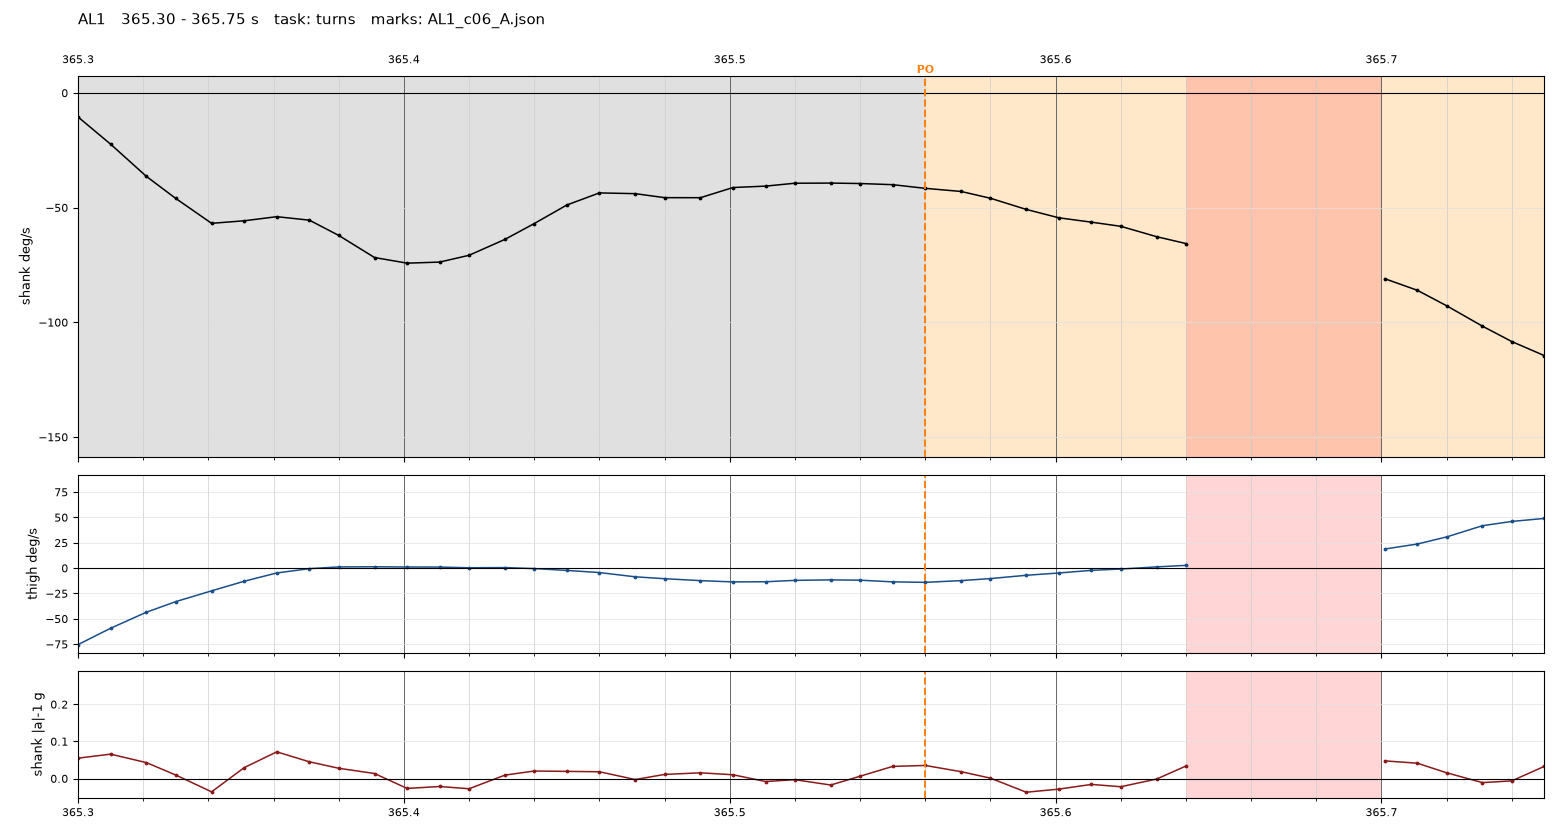 AL1   365.30 - 365.75 s   task: turns   marks: AL1_c06_A.json
365.3 365.4 365.5 365.6 365.7
PO
shank deg/s
0
−50
−100
−150
thigh deg/s
75
50
25
0
−25
−50
−75
shank |a|-1 g
0.2
0.1
0.0
365.3 365.4 365.5 365.6 365.7